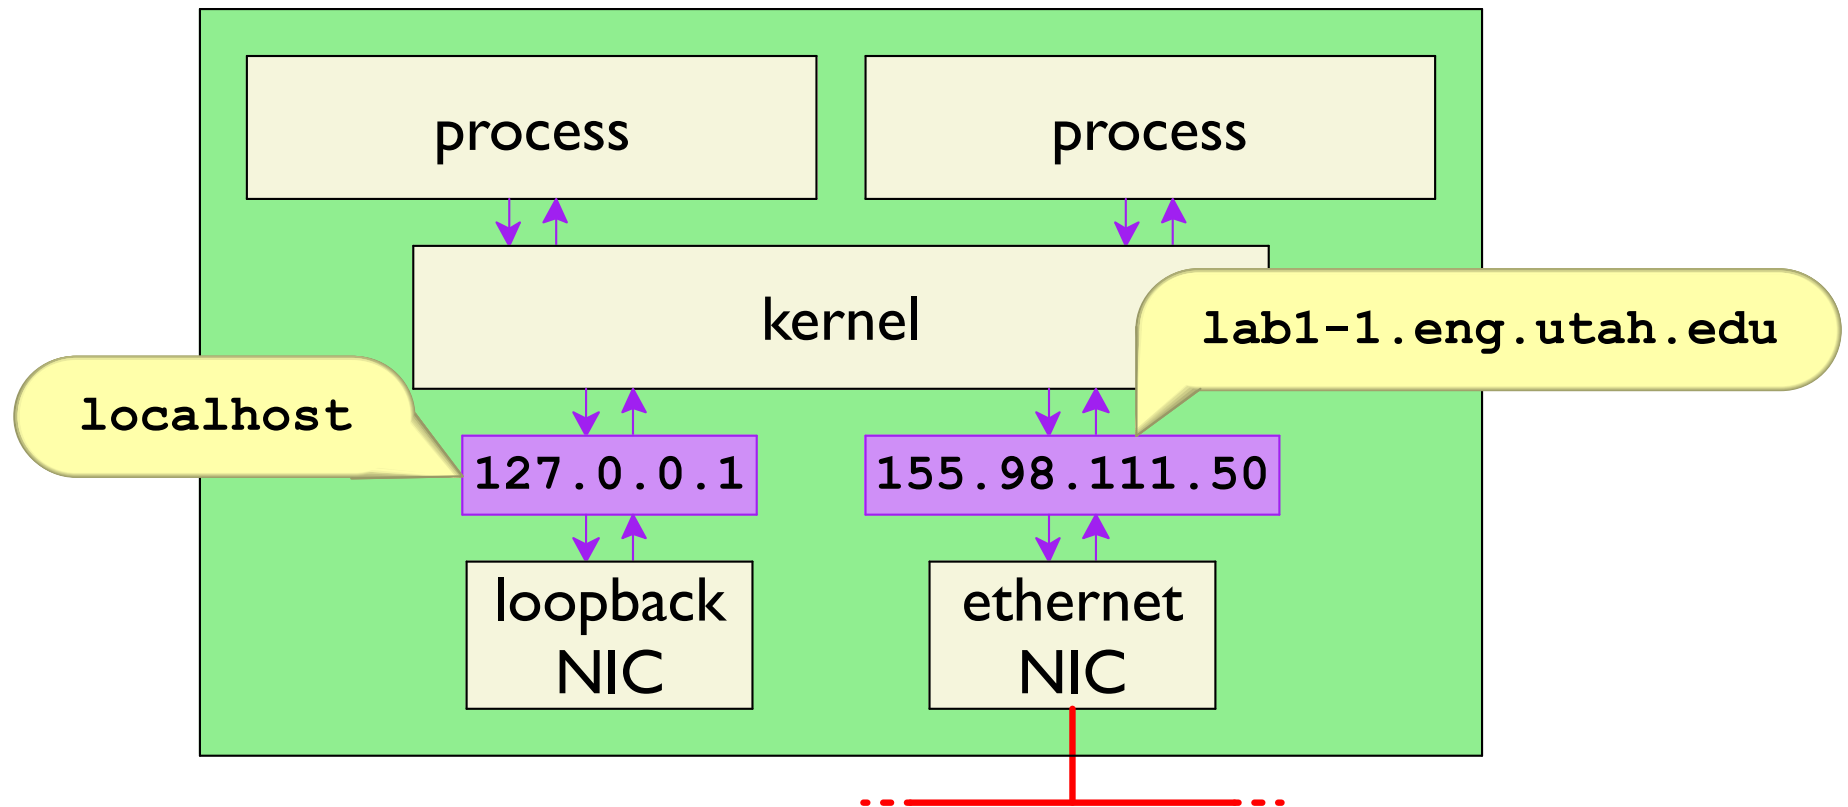 process
process
kernel
lab1-1.eng.utah.edu
localhost
127.0.0.1
155.98.111.50
loopback
NIC
ethernet
NIC